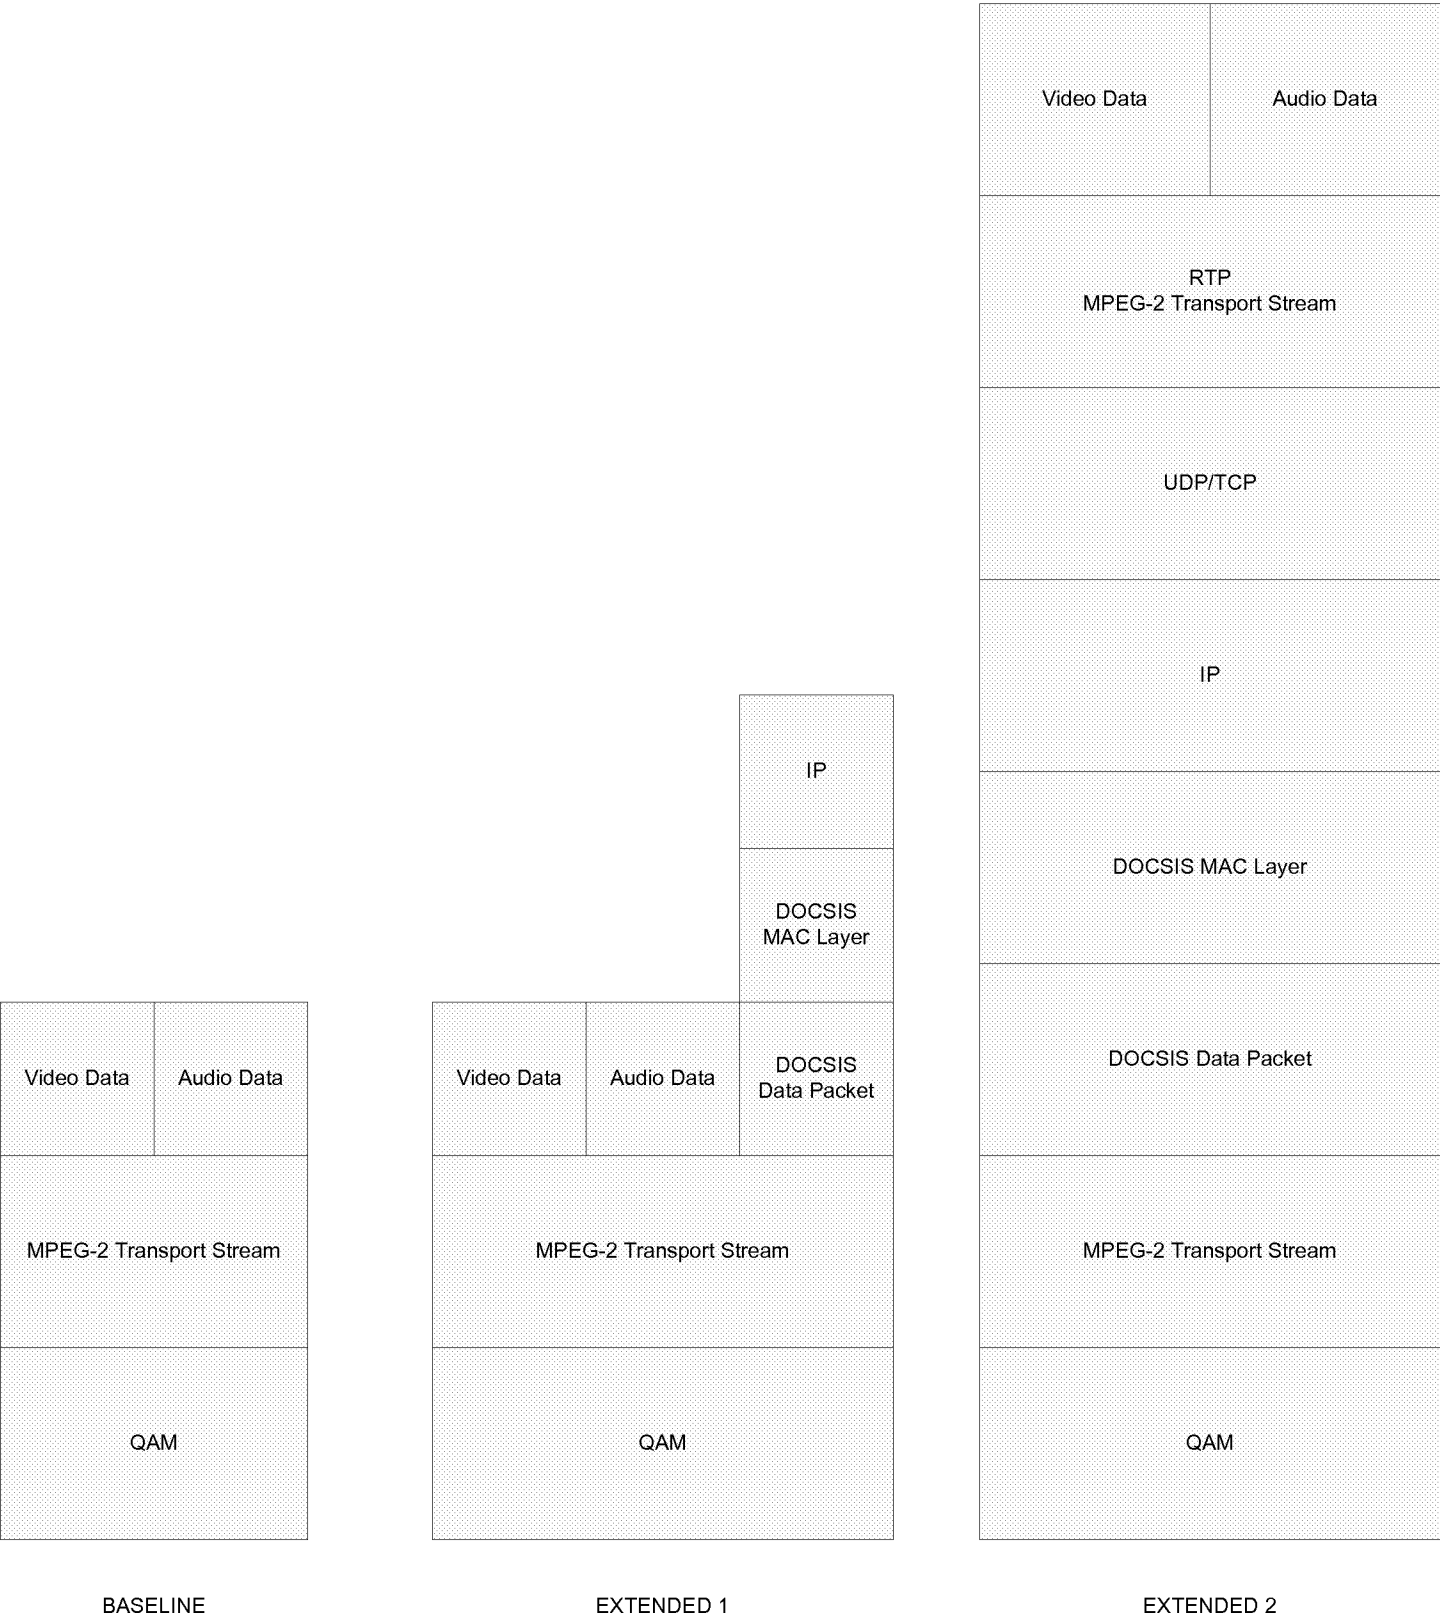 Video Data
Audio Data
RTP
MPEG-2 Transport Stream
UDP/TCP
IP
IP
DOCSIS MAC Layer
DOCSIS
MAC Layer
Video Data
Audio Data
Video Data
Audio Data
DOCSIS
Data Packet
DOCSIS Data Packet
MPEG-2 Transport Stream
MPEG-2 Transport Stream
MPEG-2 Transport Stream
QAM
QAM
QAM
BASELINE
EXTENDED 1
EXTENDED 2